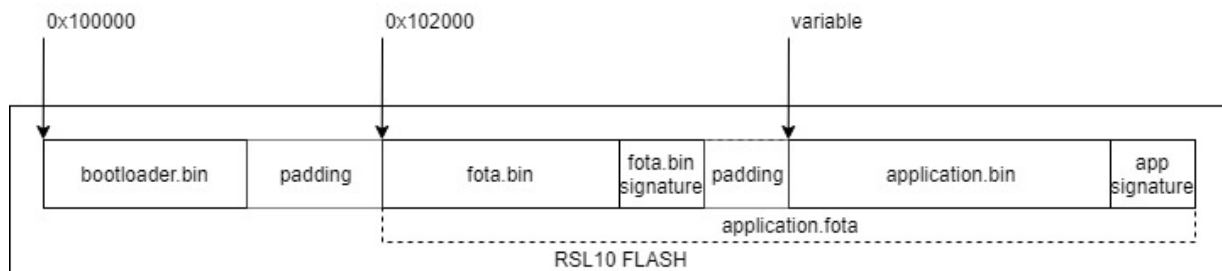 0x100000
0x102000
variable
bootloader.bin
padding
fota.bin
fota.bin
signature
padding
application.bin
app
signature
application.fota
RSL10 FLASH